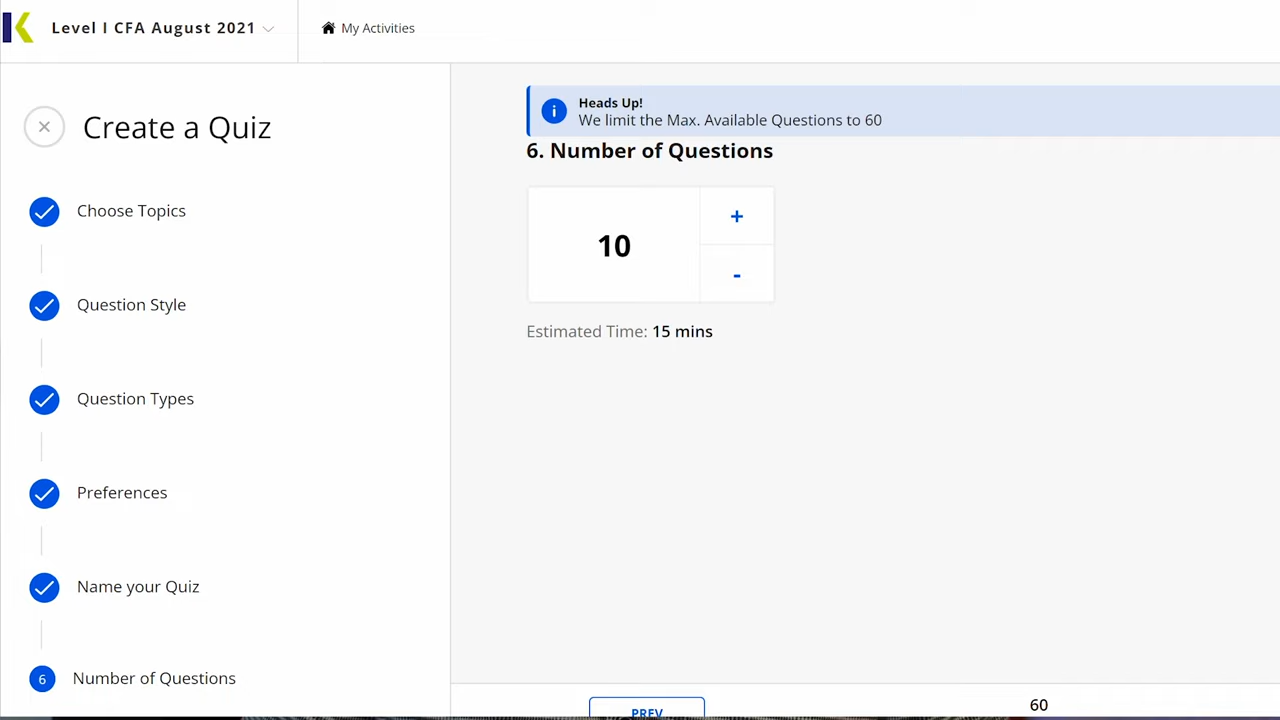 Level I CFA August 2021
My Activities
Create a Quiz
Choose Topics
Question Style
Question Types
Preferences
Name your Quiz
6
Number of Questions
Heads Up!
We limit the Max. Available Questions to 60
6. Number of Questions
10
+
-
Estimated Time: 15 mins
PREV
60